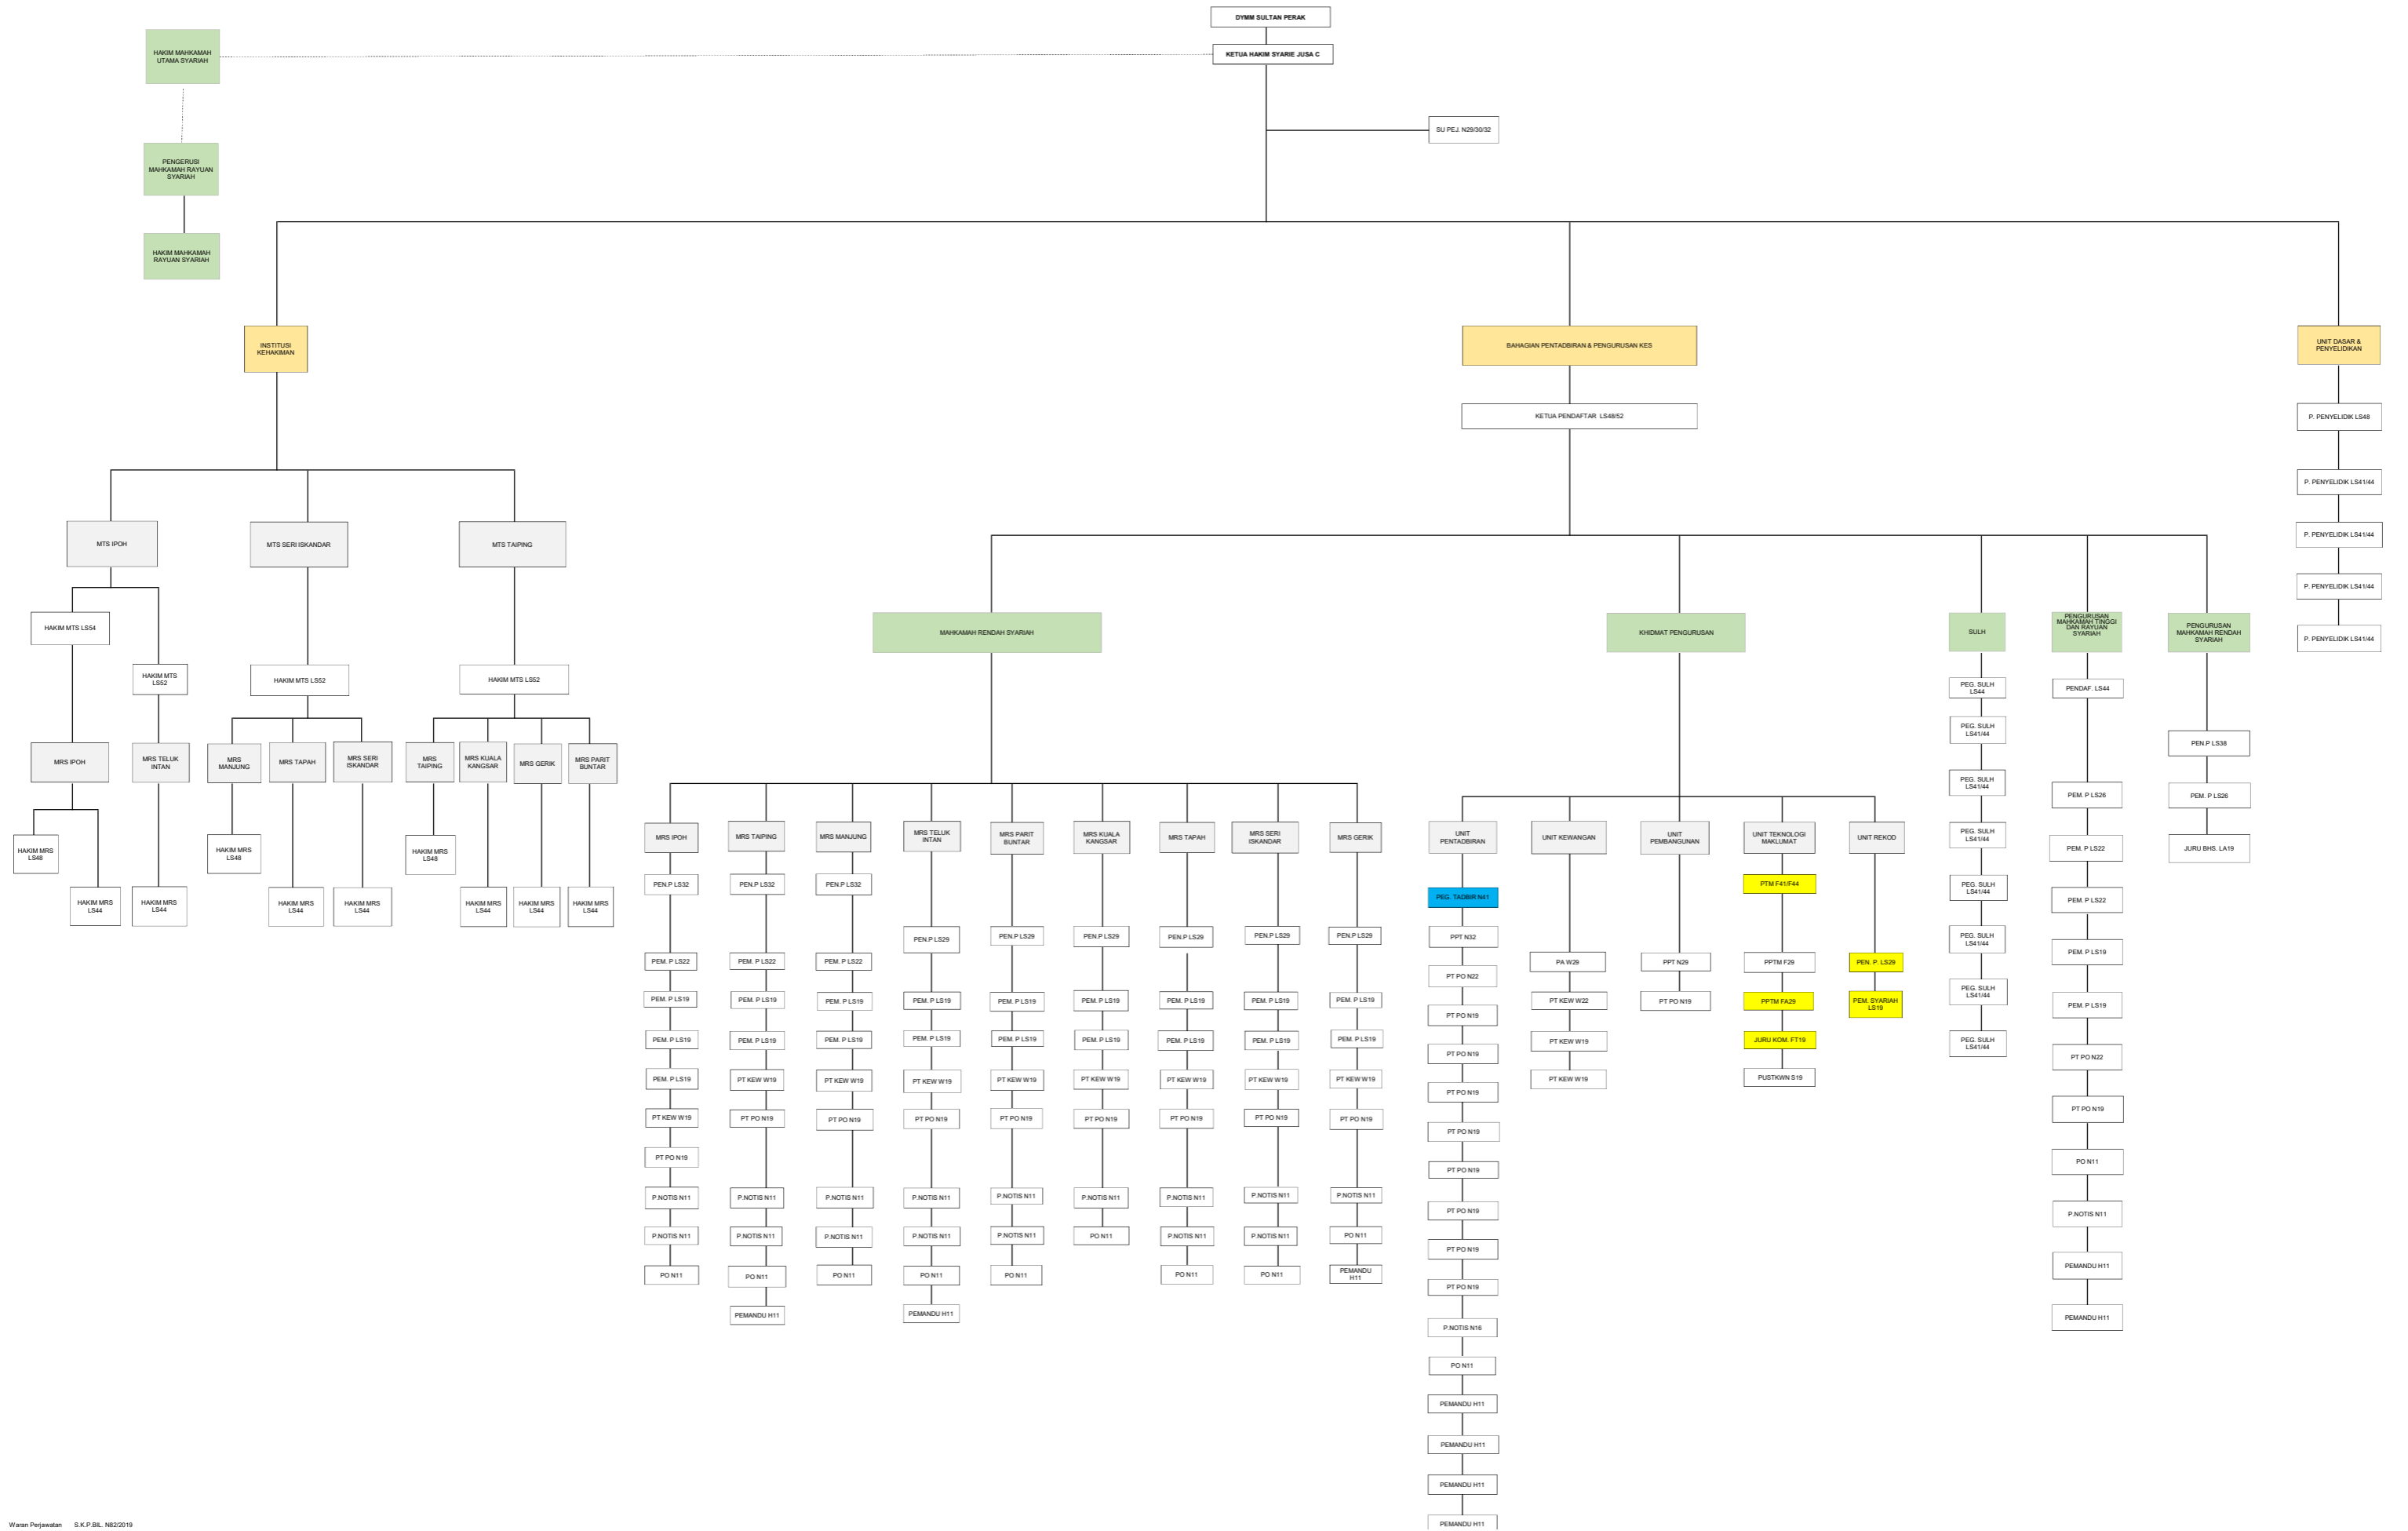 DYMM SULTAN PERAK
KETUA HAKIM SYARIE JUSA C
HAKIM MAHKAMAH
UTAMA SYARIAH
SU PEJ. N29/30/32
PENGERUSI
MAHKAMAH RAYUAN
SYARIAH
HAKIM MAHKAMAH
RAYUAN SYARIAH
INSTITUSI
KEHAKIMAN
BAHAGIAN PENTADBIRAN & PENGURUSAN KES
UNIT DASAR &
PENYELIDIKAN
KETUA PENDAFTAR LS48/52
P. PENYELIDIK LS48
P. PENYELIDIK LS41/44
P. PENYELIDIK LS41/44
P. PENYELIDIK LS41/44
P. PENYELIDIK LS41/44
MTS IPOH
MTS SERI ISKANDAR
MTS TAIPING
HAKIM MTS LS54
HAKIM MTS
LS52
HAKIM MTS LS52
HAKIM MTS LS52
MRS IPOH
MRS TELUK
INTAN
MRS
MANJUNG
MRS TAPAH
MRS SERI
ISKANDAR
MRS
TAIPING
MRS KUALA
KANGSAR
MRS GERIK
MRS PARIT
BUNTAR
HAKIM MRS
LS48
HAKIM MRS
LS44
HAKIM MRS
LS44
HAKIM MRS
LS48
HAKIM MRS
LS44
HAKIM MRS
LS44
HAKIM MRS
LS48
HAKIM MRS
LS44
HAKIM MRS
LS44
HAKIM MRS
LS44
MAHKAMAH RENDAH SYARIAH
KHIDMAT PENGURUSAN
SULH
PENGURUSAN
MAHKAMAH TINGGI
DAN RAYUAN
SYARIAH
PENGURUSAN
MAHKAMAH RENDAH
SYARIAH
MRS IPOH
PEN.P LS32
PEM. P LS22
PEM. P LS19
PEM. P LS19
PEM. P LS19
PT KEW W19
PT PO N19
P.NOTIS N11
P.NOTIS N11
PO N11
MRS TAIPING
PEN.P LS32
PEM. P LS22
PEM. P LS19
PEM. P LS19
PT KEW W19
PT PO N19
P.NOTIS N11
P.NOTIS N11
PO N11
PEMANDU H11
MRS MANJUNG
PEN.P LS32
PEM. P LS22
PEM. P LS19
PEM. P LS19
PT KEW W19
PT PO N19
P.NOTIS N11
P.NOTIS N11
PO N11
MRS TELUK
INTAN
PEN.P LS29
PEM. P LS19
PEM. P LS19
PT KEW W19
PT PO N19
P.NOTIS N11
P.NOTIS N11
PO N11
PEMANDU H11
MRS PARIT
BUNTAR
PEN.P LS29
PEM. P LS19
PEM. P LS19
PT KEW W19
PT PO N19
P.NOTIS N11
P.NOTIS N11
PO N11
MRS KUALA
KANGSAR
PEN.P LS29
PEM. P LS19
PEM. P LS19
PT KEW W19
PT PO N19
P.NOTIS N11
PO N11
MRS TAPAH
PEN.P LS29
PEM. P LS19
PEM. P LS19
PT KEW W19
PT PO N19
P.NOTIS N11
P.NOTIS N11
PO N11
MRS SERI
ISKANDAR
PEN.P LS29
PEM. P LS19
PEM. P LS19
PT KEW W19
PT PO N19
P.NOTIS N11
P.NOTIS N11
PO N11
MRS GERIK
PEN.P LS29
PEM. P LS19
PEM. P LS19
PT KEW W19
PT PO N19
P.NOTIS N11
PO N11
PEMANDU
H11
UNIT
PENTADBIRAN
PEG. TADBIR N41
PPT N32
PT PO N22
PT PO N19
PT PO N19
PT PO N19
PT PO N19
PT PO N19
PT PO N19
PT PO N19
PT PO N19
P.NOTIS N16
PO N11
PEMANDU H11
PEMANDU H11
PEMANDU H11
PEMANDU H11
UNIT KEWANGAN
PA W29
PT KEW W22
PT KEW W19
PT KEW W19
UNIT
PEMBANGUNAN
PPT N29
PT PO N19
UNIT TEKNOLOGI
MAKLUMAT
PTM F41/F44
PPTM F29
PPTM FA29
JURU KOM. FT19
PUSTKWN S19
UNIT REKOD
PEN. P. LS29
PEM. SYARIAH
LS19
PEG. SULH
LS44
PEG. SULH
LS41/44
PEG. SULH
LS41/44
PEG. SULH
LS41/44
PEG. SULH
LS41/44
PEG. SULH
LS41/44
PEG. SULH
LS41/44
PEG. SULH
LS41/44
PENDAF. LS44
PEM. P LS26
PEM. P LS22
PEM. P LS22
PEM. P LS19
PEM. P LS19
PT PO N22
PT PO N19
PO N11
P.NOTIS N11
PEMANDU H11
PEMANDU H11
PEN.P LS38
PEM. P LS26
JURU BHS. LA19
Waran Perjawatan S.K.P.BIL. N82/2019